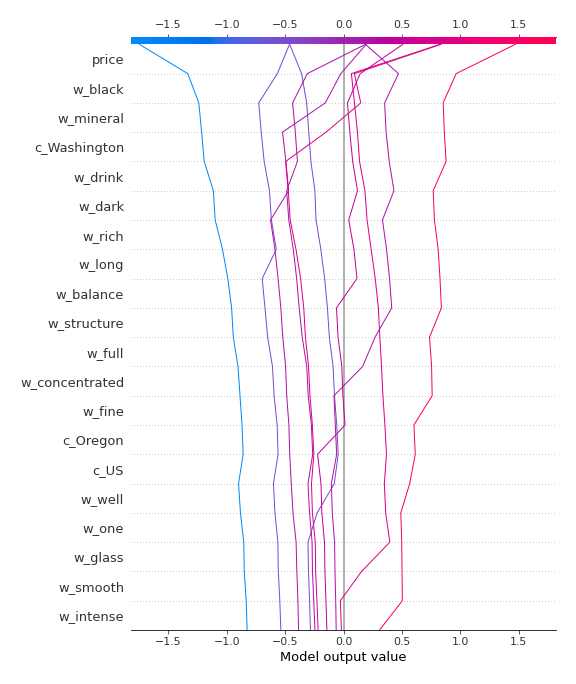 −1.5 −1.0 −0.5 0.0 0.5 1.0 1.5
price
w_black
w_mineral
c_Washington
w_drink
w_dark
w_rich
w_long
w_balance
w_structure
w_full
w_concentrated
w_fine
c_Oregon
c_US
w_well
w_one
w_glass
w_smooth
w_intense
−1.5 −1.0 −0.5 0.0 0.5 1.0 1.5
Model output value